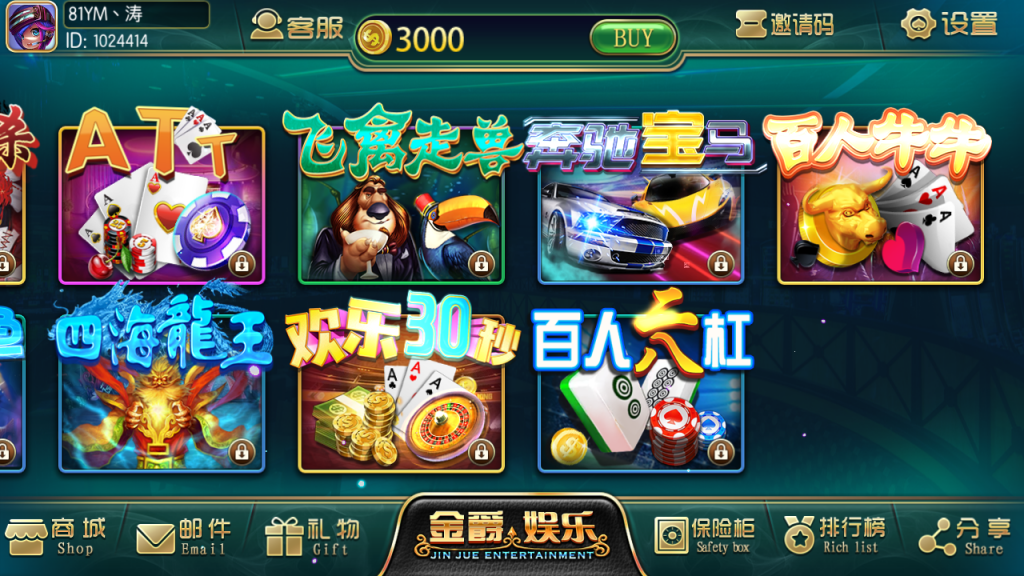 81YM、涛
ID: 1024414
客服
3000
BUY
邀请码
设置
杀
ATT
飞禽走兽
奔驰宝马
百人牛牛
四海龍王
欢乐30秒
百人二八杠
商城
Shop
邮件
Email
礼物
Gift
金爵娱乐
JIN JUE ENTERTAINMENT
保险柜
Safety box
排行榜
Rich list
分享
Share